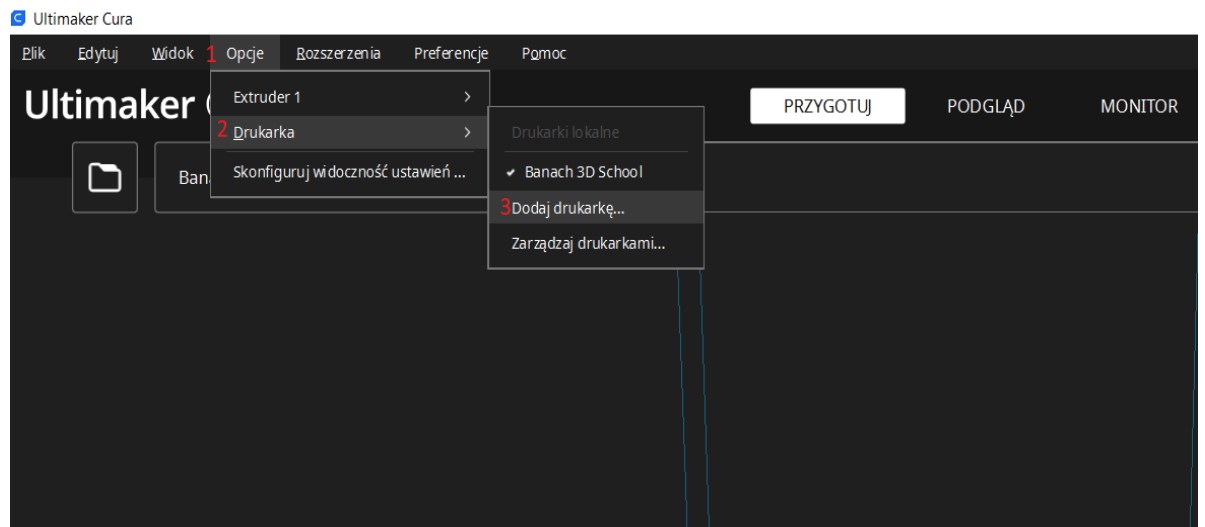 Ultimaker Cura
Plik Edytuj Widok 1 Opcje Rozszerzenia Preferencje Pomoc
Ultimaker
PRZYGOTUJ PODGLĄD MONITOR
Extruder 1 >
2 Drukarka >
Skonfiguruj widoczność ustawień ...
Ban
Drukarki lokalne
✔ Banach 3D School
3 Dodaj drukarkę...
Zarządzaj drukarkami...